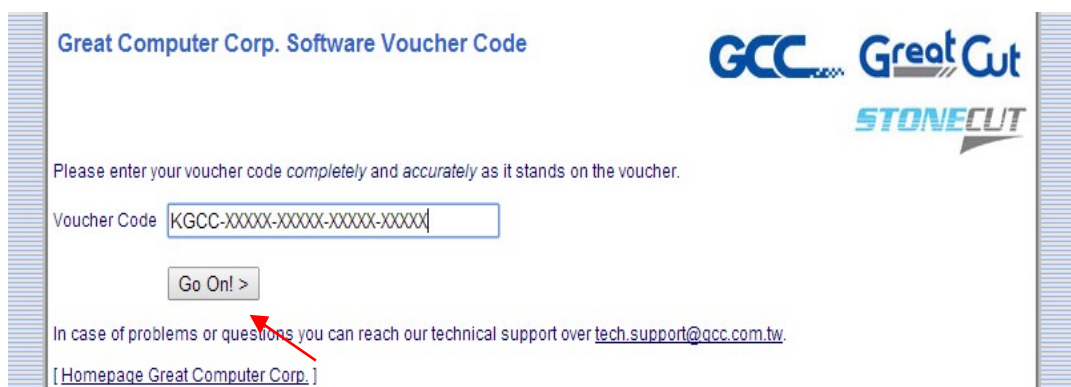 Great Computer Corp. Software Voucher Code
GCC
Great Cut
STONECUT
Please enter your voucher code completely and accurately as it stands on the voucher.
Voucher Code KGCC-XXXXX-XXXXX-XXXXX-XXXXX
Go On! >
In case of problems or questions you can reach our technical support over tech.support@gcc.com.tw.
[ Homepage Great Computer Corp. ]